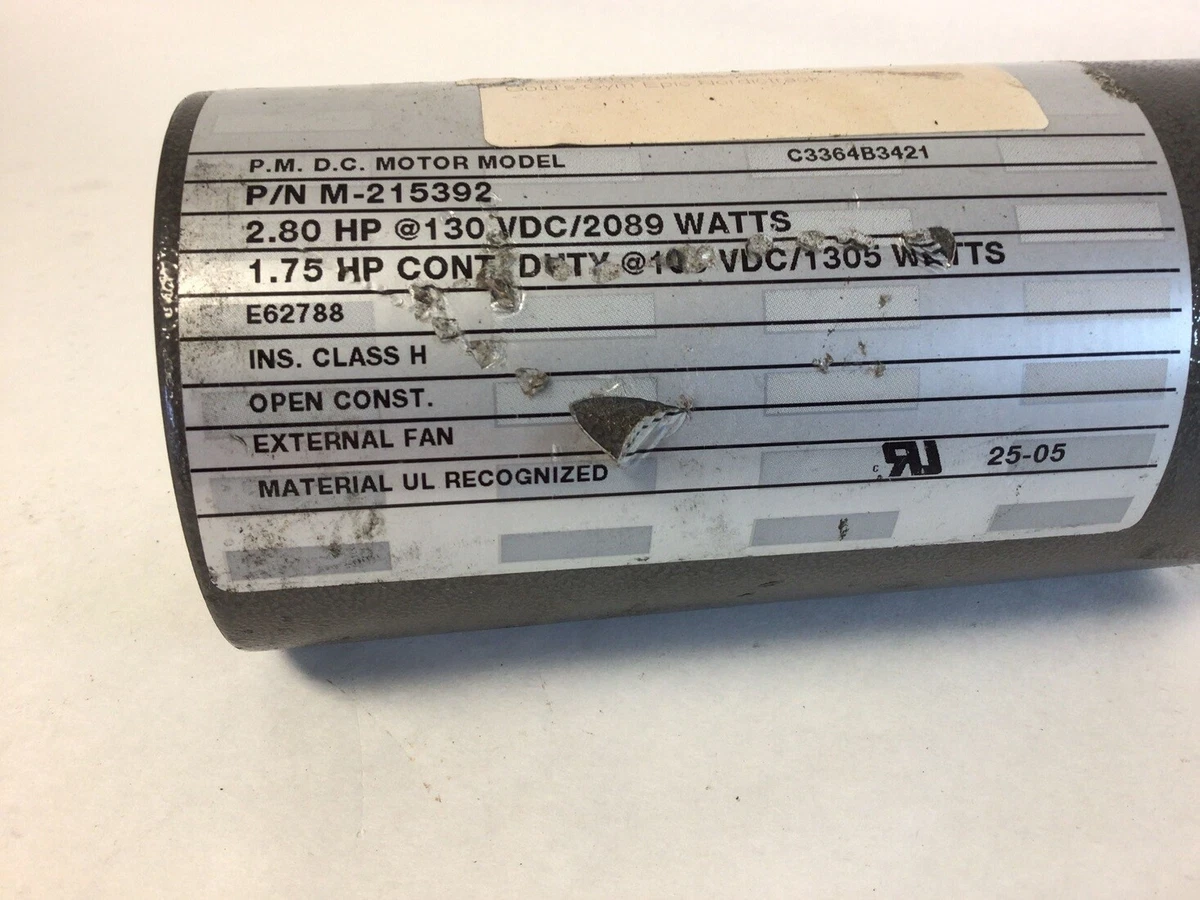 P.M. D.C. MOTOR MODEL C3364B3421
P/N M-215392
2.80 HP @130 VDC/2089 WATTS
1.75 HP CONT DUTY VDC/1305 WATTS
E62788
INS. CLASS H
OPEN CONST.
EXTERNAL FAN
MATERIAL UL RECOGNIZED
25-05